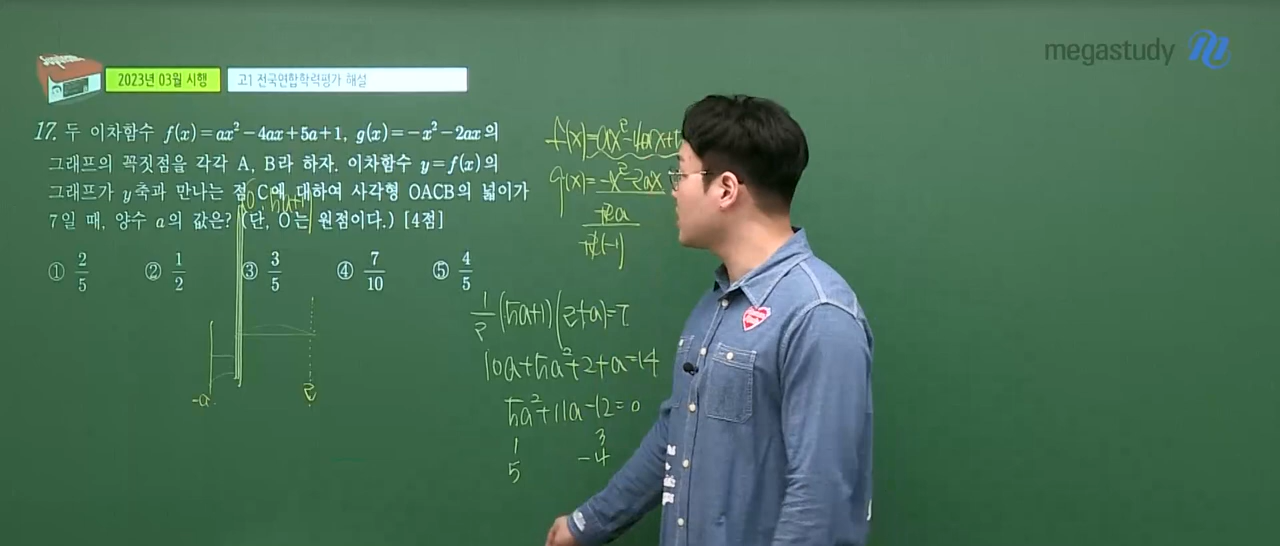 megastudy
2023년 03월 시행
고1 전국연합학력평가 해설
17. 두 이차함수 f(x)=ax²-4ax+5a+1, g(x)=-x²-2ax의
그래프의 꼭짓점을 각각 A, B라 하자. 이차함수 y=f(x)의
그래프가 y축과 만나는 점 C에 대하여 사각형 OACB의 넓이가
7일 때, 양수 a의 값은? (단, O는 원점이다.) [4점]
① 2/5 ② 1/2 ③ 3/5 ④ 7/10 ⑤ 4/5
-a
2
f(x)=ax²-4ax+
g(x)=-x²-2ax
+2a
+2(-1)
1/2(5a+1)(2+a)=7
10a+5a²+2+a=14
5a²+11a-12=0
1 3
5 -4